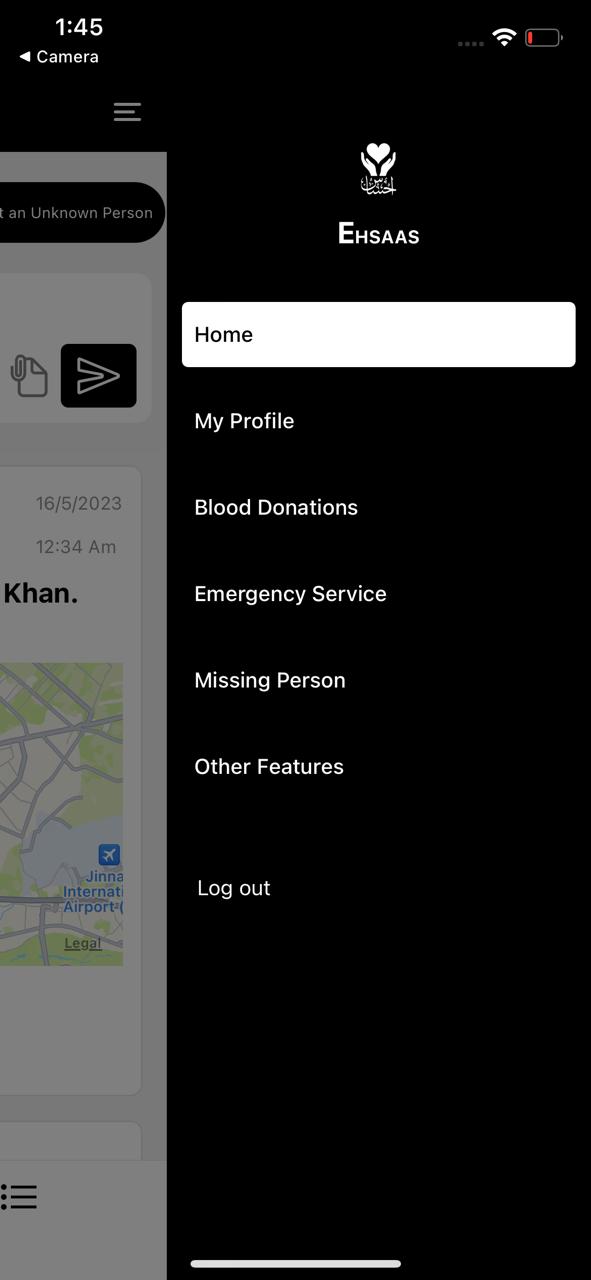 1:45
◀ Camera
t an Unknown Person
احساس
EHSAAS
Home
My Profile
Blood Donations
Emergency Service
Missing Person
Other Features
Log out
16/5/2023
12:34 Am
Khan.
Jinna
Internati
Airport (
Legal